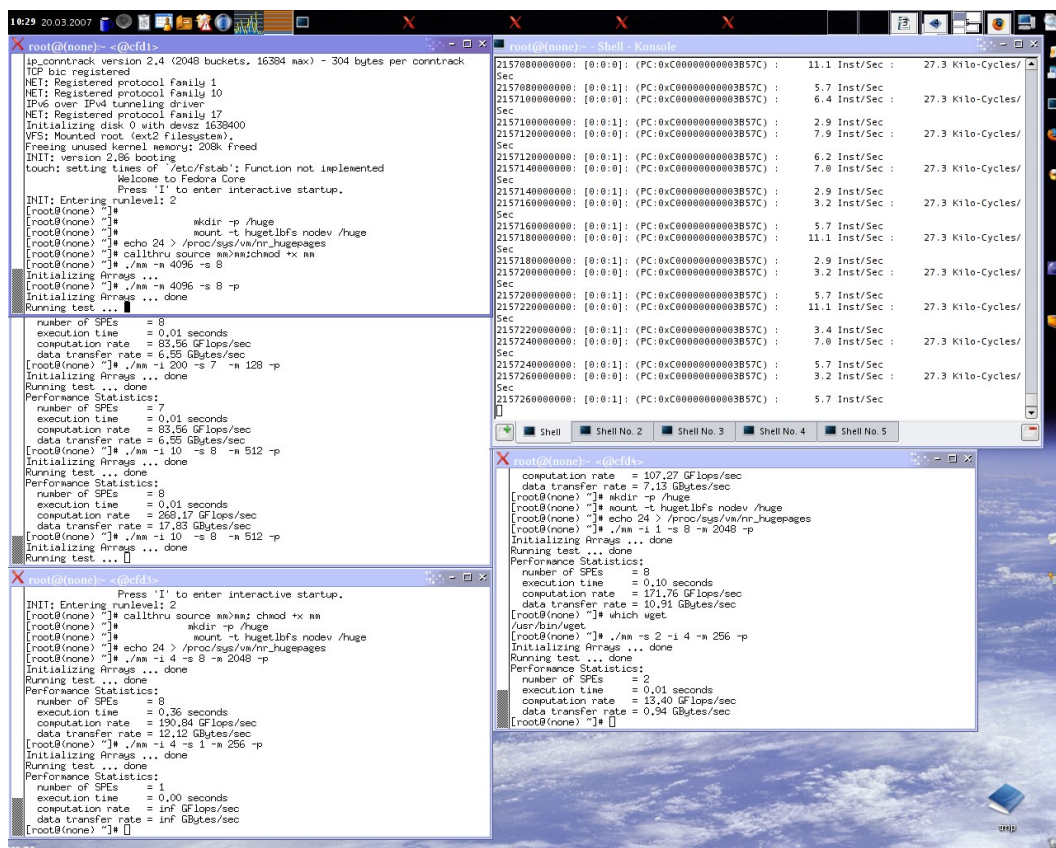 10:29 20.03.2007
root@(none):~ <@cfd1>
ip_conntrack version 2.4 (2048 buckets, 16384 max) - 304 bytes per conntrack
TCP bic registered
NET: Registered protocol family 1
NET: Registered protocol family 10
IPv6 over IPv4 tunneling driver
NET: Registered protocol family 17
Initializing disk 0 with devsz 1638400
VFS: Mounted root (ext2 filesystem).
Freeing unused kernel memory: 208k freed
INIT: version 2.86 booting
touch: setting times of `/etc/fstab': Function not implemented
Welcome to Fedora Core
Press 'I' to enter interactive startup.
INIT: Entering runlevel: 2
[root@(none) ~]#
[root@(none) ~]# mkdir -p /huge
[root@(none) ~]# mount -t hugetlbfs nodev /huge
[root@(none) ~]# echo 24 > /proc/sys/vm/nr_hugepages
[root@(none) ~]# callthru source mm>mm;chmod +x mm
[root@(none) ~]# ./mm -m 4096 -s 8
Initializing Arrays ...
[root@(none) ~]# ./mm -m 4096 -s 8 -p
Initializing Arrays ... done
Running test ...
number of SPEs = 8
execution time = 0.01 seconds
computation rate = 83.56 GFlops/sec
data transfer rate = 6.55 GBytes/sec
[root@(none) ~]# ./mm -i 200 -s 7 -m 128 -p
Initializing Arrays ... done
Running test ... done
Performance Statistics:
number of SPEs = 7
execution time = 0.01 seconds
computation rate = 83.56 GFlops/sec
data transfer rate = 6.55 GBytes/sec
[root@(none) ~]# ./mm -i 10 -s 8 -m 512 -p
Initializing Arrays ... done
Running test ... done
Performance Statistics:
number of SPEs = 8
execution time = 0.01 seconds
computation rate = 268.17 GFlops/sec
data transfer rate = 17.83 GBytes/sec
[root@(none) ~]# ./mm -i 10 -s 8 -m 512 -p
Initializing Arrays ... done
Running test ...
root@(none):~ <@cfd3>
Press 'I' to enter interactive startup.
INIT: Entering runlevel: 2
[root@(none) ~]# callthru source mm>mm; chmod +x mm
[root@(none) ~]# mkdir -p /huge
[root@(none) ~]# mount -t hugetlbfs nodev /huge
[root@(none) ~]# echo 24 > /proc/sys/vm/nr_hugepages
[root@(none) ~]# ./mm -i 4 -s 8 -m 2048 -p
Initializing Arrays ... done
Running test ... done
Performance Statistics:
number of SPEs = 8
execution time = 0.36 seconds
computation rate = 190.84 GFlops/sec
data transfer rate = 12.12 GBytes/sec
[root@(none) ~]# ./mm -i 4 -s 1 -m 256 -p
Initializing Arrays ... done
Running test ... done
Performance Statistics:
number of SPEs = 1
execution time = 0.00 seconds
computation rate = inf GFlops/sec
data transfer rate = inf GBytes/sec
[root@(none) ~]#
root@(none):~ - Shell - Konsole
2157080000000: [0:0:0]: (PC:0xC00000000003B57C) : 11.1 Inst/Sec : 27.3 Kilo-Cycles/
Sec
2157080000000: [0:0:1]: (PC:0xC00000000003B57C) : 5.7 Inst/Sec
2157100000000: [0:0:0]: (PC:0xC00000000003B57C) : 6.4 Inst/Sec : 27.3 Kilo-Cycles/
Sec
2157100000000: [0:0:1]: (PC:0xC00000000003B57C) : 2.9 Inst/Sec
2157120000000: [0:0:0]: (PC:0xC00000000003B57C) : 7.9 Inst/Sec : 27.3 Kilo-Cycles/
Sec
2157120000000: [0:0:1]: (PC:0xC00000000003B57C) : 6.2 Inst/Sec
2157140000000: [0:0:0]: (PC:0xC00000000003B57C) : 7.0 Inst/Sec : 27.3 Kilo-Cycles/
Sec
2157140000000: [0:0:1]: (PC:0xC00000000003B57C) : 2.9 Inst/Sec
2157160000000: [0:0:0]: (PC:0xC00000000003B57C) : 3.2 Inst/Sec : 27.3 Kilo-Cycles/
Sec
2157160000000: [0:0:1]: (PC:0xC00000000003B57C) : 5.7 Inst/Sec
2157180000000: [0:0:0]: (PC:0xC00000000003B57C) : 11.1 Inst/Sec : 27.3 Kilo-Cycles/
Sec
2157180000000: [0:0:1]: (PC:0xC00000000003B57C) : 2.9 Inst/Sec
2157200000000: [0:0:0]: (PC:0xC00000000003B57C) : 3.2 Inst/Sec : 27.3 Kilo-Cycles/
Sec
2157200000000: [0:0:1]: (PC:0xC00000000003B57C) : 5.7 Inst/Sec
2157220000000: [0:0:0]: (PC:0xC00000000003B57C) : 11.1 Inst/Sec : 27.3 Kilo-Cycles/
Sec
2157220000000: [0:0:1]: (PC:0xC00000000003B57C) : 3.4 Inst/Sec
2157240000000: [0:0:0]: (PC:0xC00000000003B57C) : 7.0 Inst/Sec : 27.3 Kilo-Cycles/
Sec
2157240000000: [0:0:1]: (PC:0xC00000000003B57C) : 5.7 Inst/Sec
2157260000000: [0:0:0]: (PC:0xC00000000003B57C) : 3.2 Inst/Sec : 27.3 Kilo-Cycles/
Sec
2157260000000: [0:0:1]: (PC:0xC00000000003B57C) : 5.7 Inst/Sec
Shell Shell No. 2 Shell No. 3 Shell No. 4 Shell No. 5
root@(none):~ <@cfd4>
computation rate = 107.27 GFlops/sec
data transfer rate = 7.13 GBytes/sec
[root@(none) ~]# mkdir -p /huge
[root@(none) ~]# mount -t hugetlbfs nodev /huge
[root@(none) ~]# echo 24 > /proc/sys/vm/nr_hugepages
[root@(none) ~]# ./mm -i 1 -s 8 -m 2048 -p
Initializing Arrays ... done
Running test ... done
Performance Statistics:
number of SPEs = 8
execution time = 0.10 seconds
computation rate = 171.76 GFlops/sec
data transfer rate = 10.91 GBytes/sec
[root@(none) ~]# which wget
/usr/bin/wget
[root@(none) ~]# ./mm -s 2 -i 4 -m 256 -p
Initializing Arrays ... done
Running test ... done
Performance Statistics:
number of SPEs = 2
execution time = 0.01 seconds
computation rate = 13.40 GFlops/sec
data transfer rate = 0.94 GBytes/sec
[root@(none) ~]#
tmp